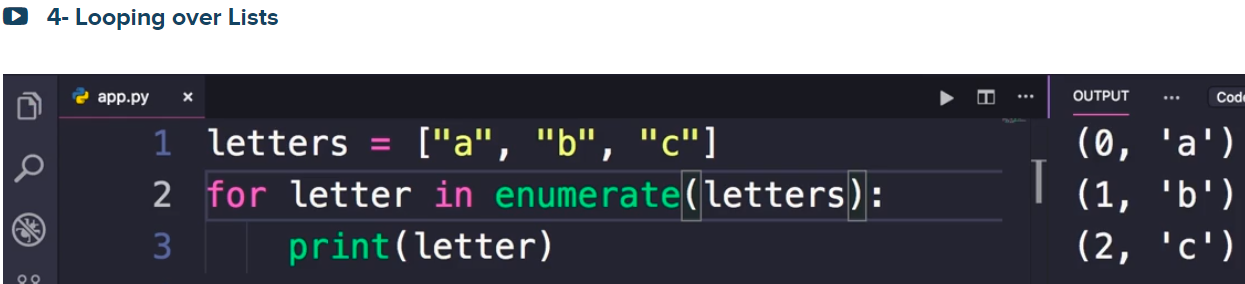 4- Looping over Lists
app.py ×
OUTPUT ... Code
1 letters = ["a", "b", "c"]
2 for letter in enumerate(letters):
3 print(letter)
(0, 'a')
(1, 'b')
(2, 'c')